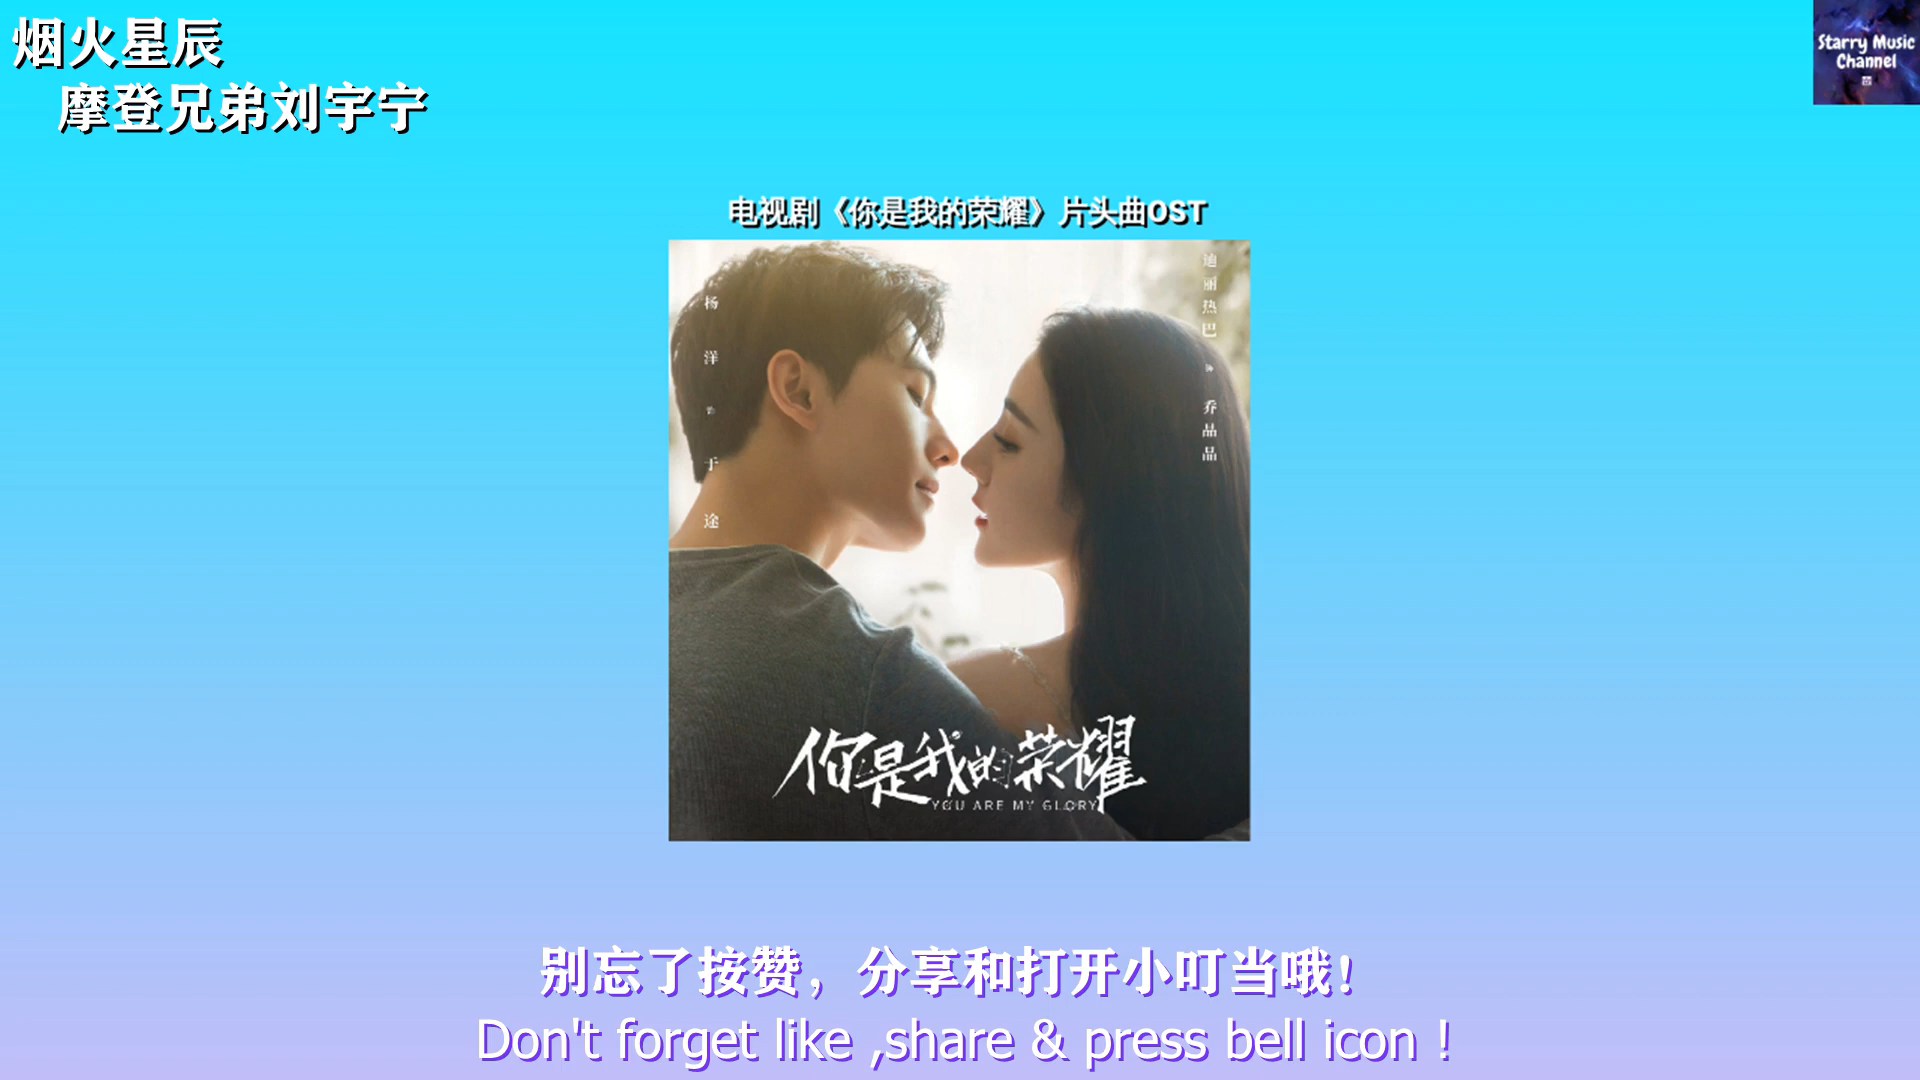 烟火星辰
摩登兄弟刘宇宁
Starry Music
Channel
电视剧《你是我的荣耀》片头曲OST
杨洋
于途
迪丽热巴
乔晶晶
你是我的荣耀
YOU ARE MY GLORY
别忘了按赞，分享和打开小叮当哦！
Don't forget like ,share & press bell icon !